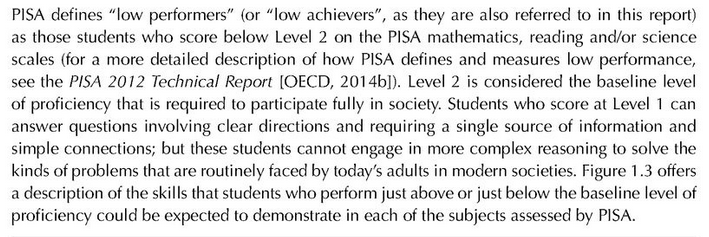 PISA defines “low performers” (or “low achievers”, as they are also referred to in this report)
as those students who score below Level 2 on the PISA mathematics, reading and/or science
scales (for a more detailed description of how PISA defines and measures low performance,
see the PISA 2012 Technical Report [OECD, 2014b]). Level 2 is considered the baseline level
of proficiency that is required to participate fully in society. Students who score at Level 1 can
answer questions involving clear directions and requiring a single source of information and
simple connections; but these students cannot engage in more complex reasoning to solve the
kinds of problems that are routinely faced by today’s adults in modern societies. Figure 1.3 offers
a description of the skills that students who perform just above or just below the baseline level of
proficiency could be expected to demonstrate in each of the subjects assessed by PISA.